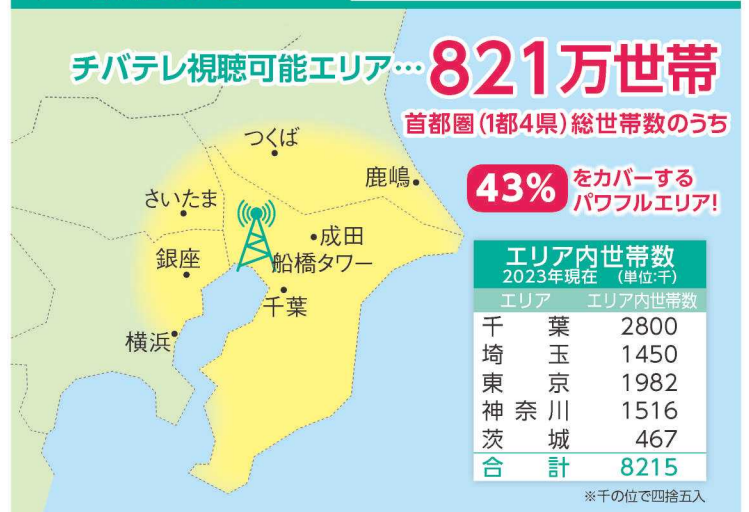 チバテレ視聴可能エリア…821万世帯
首都圏(1都4県)総世帯数のうち
43%をカバーする
パワフルエリア!
つくば
鹿嶋
さいたま
成田
銀座
船橋タワー
千葉
横浜
エリア内世帯数
2023年現在 (単位:千)
エリア エリア内世帯数
千葉 2800
埼玉 1450
東京 1982
神奈川 1516
茨城 467
合計 8215
※千の位で四捨五入